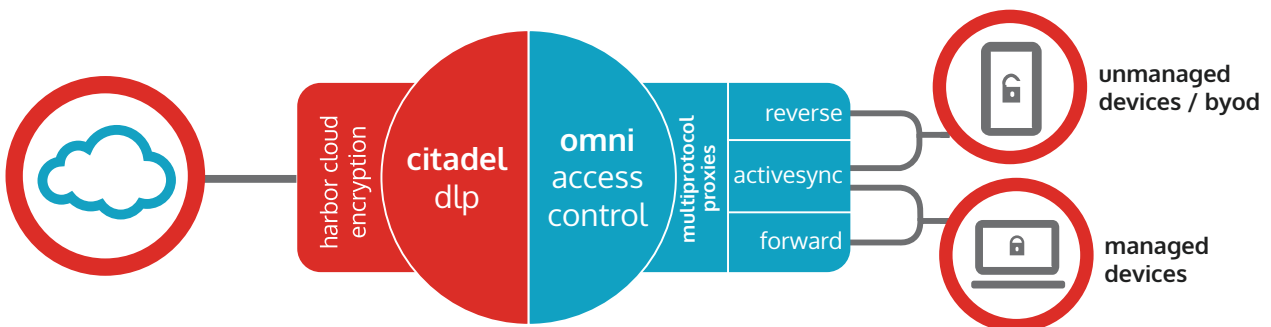 harbor cloud
encryption
citadel
dlp
omni
access
control
multiprotocol
proxies
reverse
activesync
forward
unmanaged
devices / byod
managed
devices